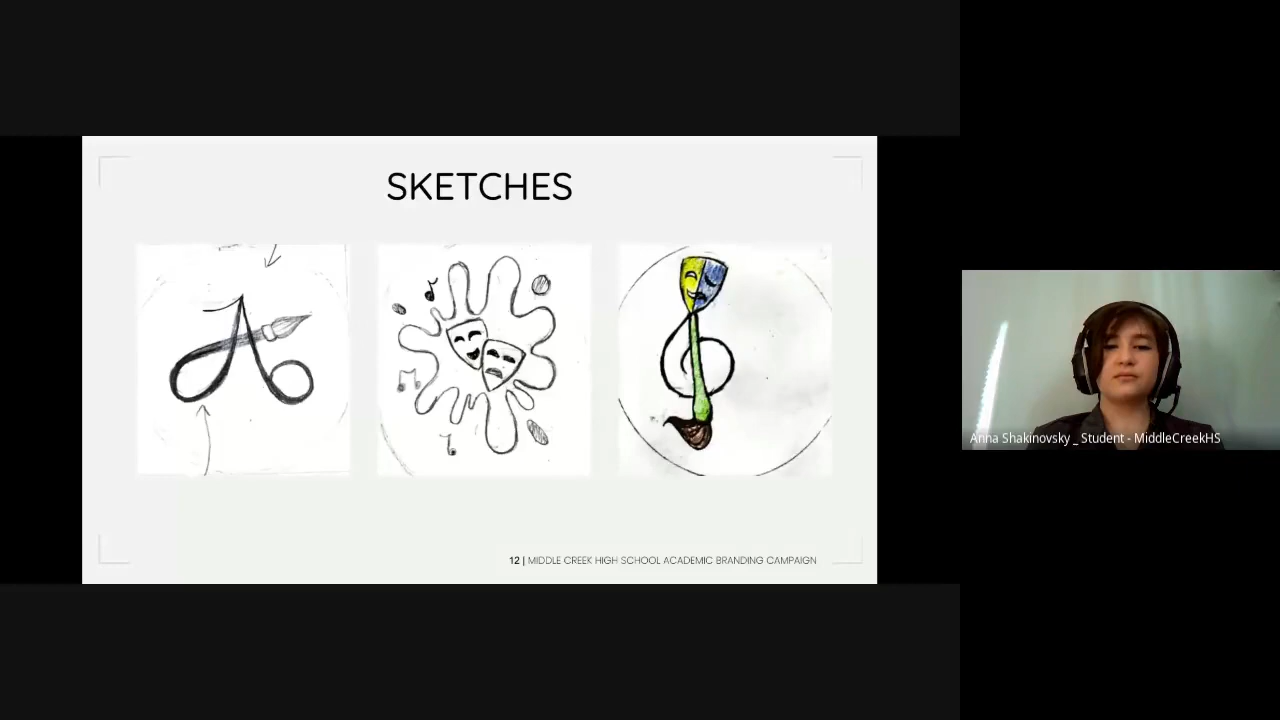 SKETCHES
12 | MIDDLE CREEK HIGH SCHOOL ACADEMIC BRANDING CAMPAIGN
Anna Shakinovsky _ Student - MiddleCreekHS